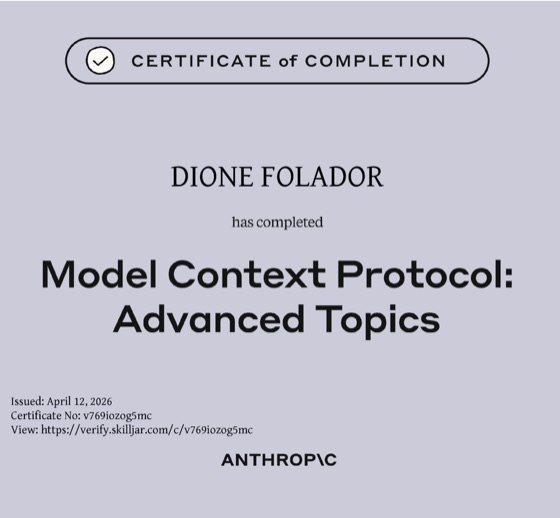 CERTIFICATE of COMPLETION
DIONE FOLADOR
has completed
Model Context Protocol:
Advanced Topics
Issued: April 12, 2026
Certificate No: v769iozog5mc
View: https://verify.skilljar.com/c/v769iozog5mc
ANTHROP\C